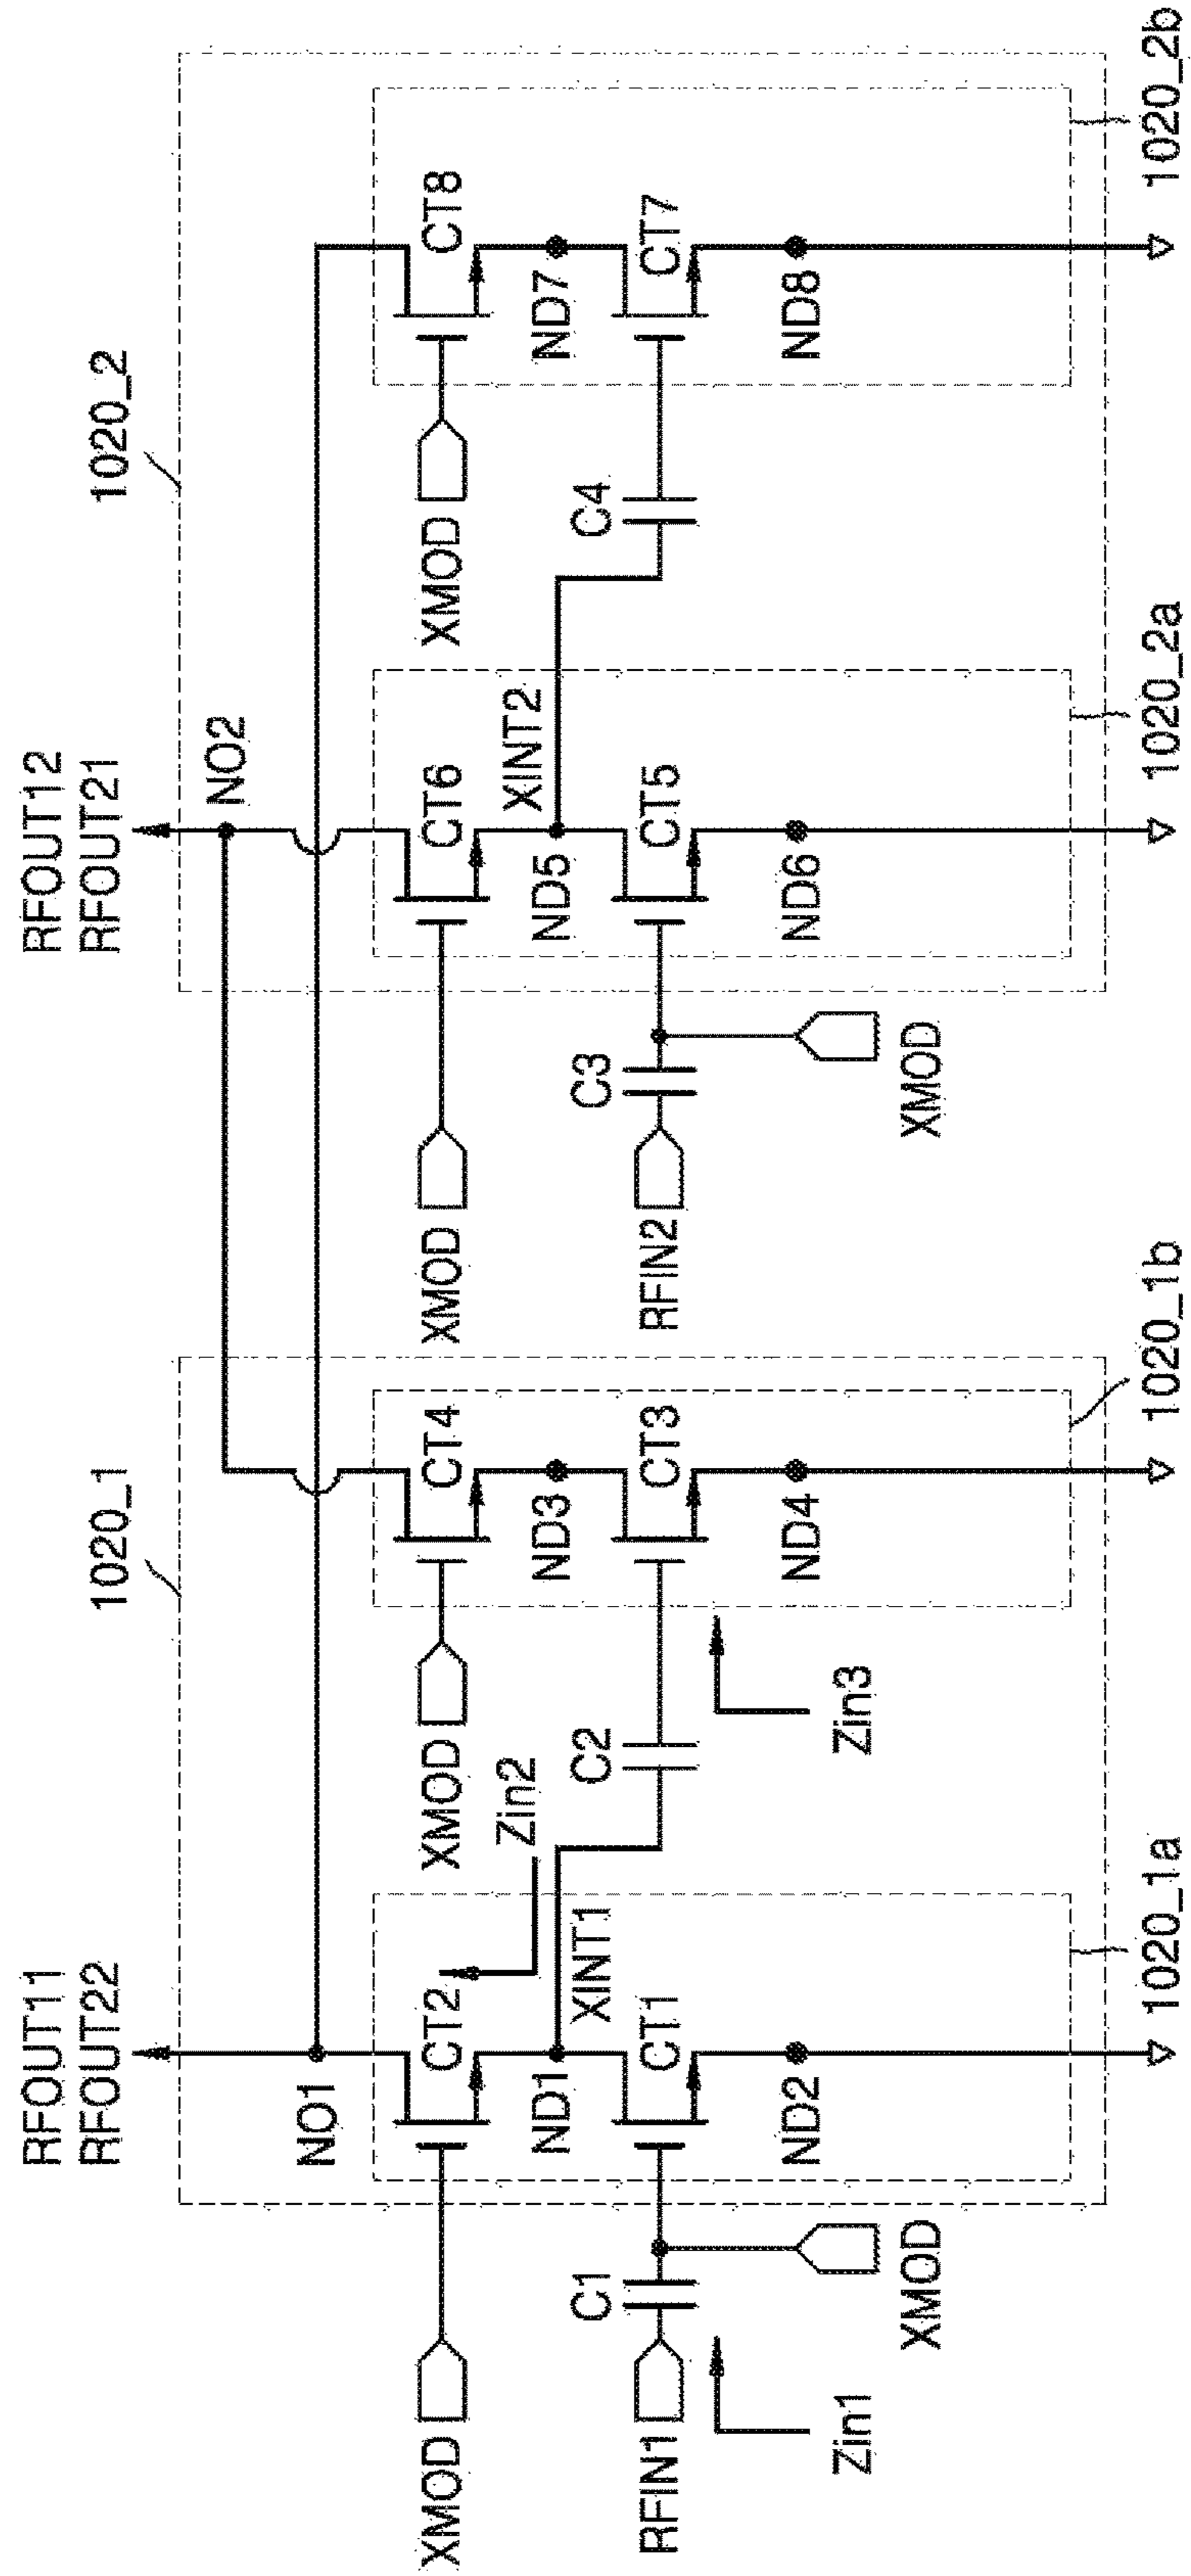 RFOUT11
RFOUT22
RFOUT12
RFOUT21
1020_1
1020_2
NO1
NO2
XMOD
CT2
Zin2
XMOD
CT4
XMOD
CT6
XMOD
CT8
ND1
XINT1
ND3
ND5
XINT2
ND7
RFIN1
C1
CT1
C2
CT3
RFIN2
C3
CT5
C4
CT7
ND2
ND4
ND6
ND8
Zin1
XMOD
Zin3
XMOD
1020_1a
1020_1b
1020_2a
1020_2b